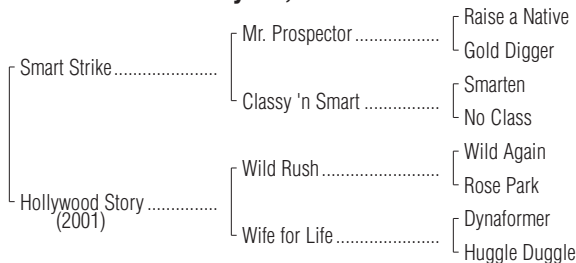 Raise a Native
Mr. Prospector ..................
Gold Digger
Smart Strike......................
Smarten
Classy 'n Smart ................
No Class
Wild Again
Wild Rush.........................
Rose Park
Hollywood Story ...............
(2001)
Dynaformer
Wife for Life......................
Huggle Duggle